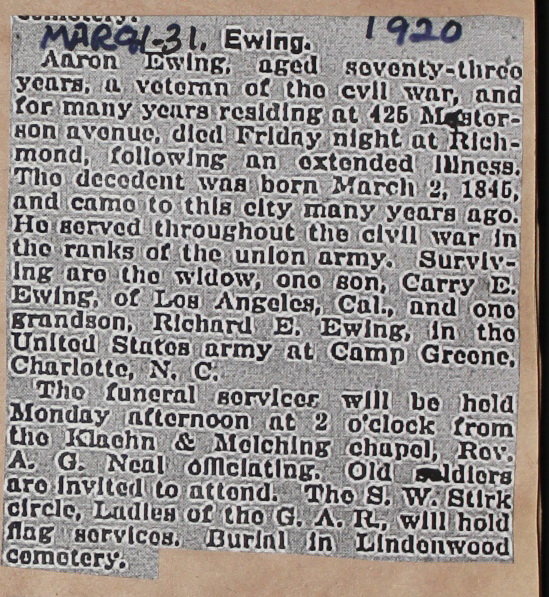 cemetery.
MARCH-31, Ewing. 1920
Aaron Ewing, aged seventy-three
years, a veteran of the cvil war, and
for many years residing at 425 Master-
son avenue, died Friday night at Rich-
mond, following an extended illness.
The decedent was born March 2, 1845,
and came to this city many years ago.
He served throughout the civil war in
the ranks of the union army. Surviv-
ing are the widow, one son, Carry E.
Ewing, of Los Angeles, Cal., and one
grandson, Richard E. Ewing, in the
United States army at Camp Greene,
Charlotte, N. C.
The funeral services will be held
Monday afternoon at 2 o'clock from
the Klaehn & Melching chapel, Rev.
A. G. Neal officiating. Old soldiers
are invited to attend. The S. W. Stirk
circle, Ladies of the G. A. R., will hold
flag services. Burial in Lindenwood
cemetery.